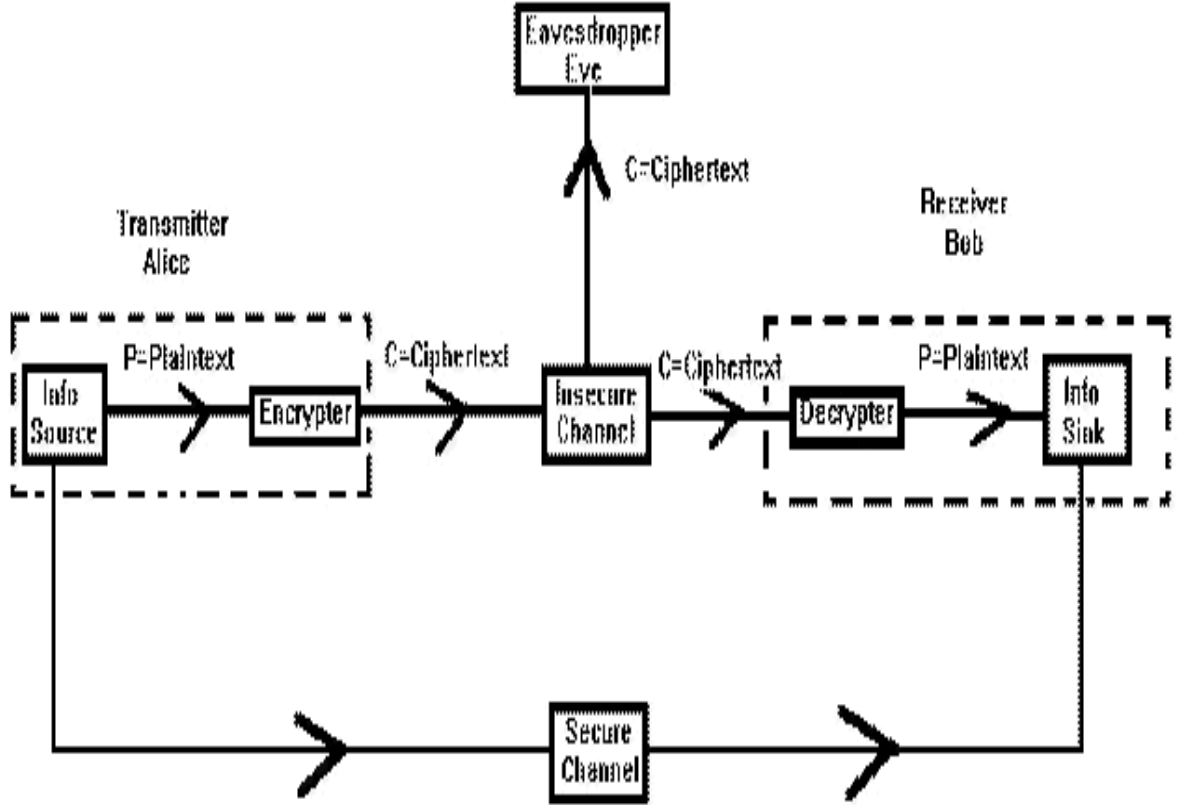 Eavesdropper
Eve
C=Ciphertext
Transmitter
Alice
Receiver
Bob
P=Plaintext
C=Ciphertext
C=Ciphertext
P=Plaintext
Info
Source
Encrypter
Insecure
Channel
Decrypter
Info
Sink
Secure
Channel